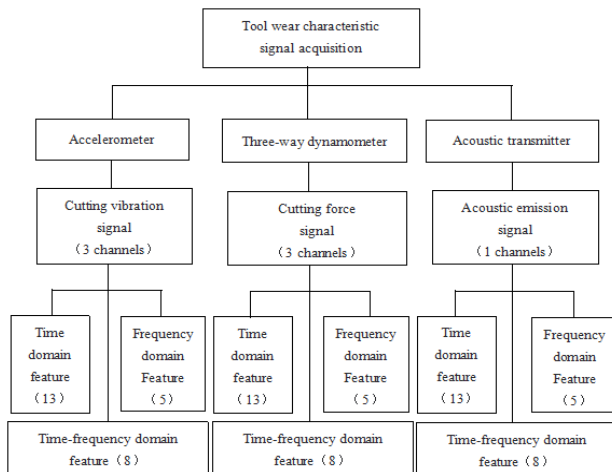 Tool wear characteristic
signal acquisition
Accelerometer
Three-way dynamometer
Acoustic transmitter
Cutting vibration
signal
（3 channels）
Cutting force
signal
（3 channels）
Acoustic emission
signal
（1 channels）
Time
domain
feature
（13）
Frequency
domain
Feature
（5）
Time
domain
feature
（13）
Frequency
domain
Feature
（5）
Time
domain
feature
（13）
Frequency
domain
Feature
（5）
Time-frequency domain
feature（8）
Time-frequency domain
feature（8）
Time-frequency domain
feature（8）